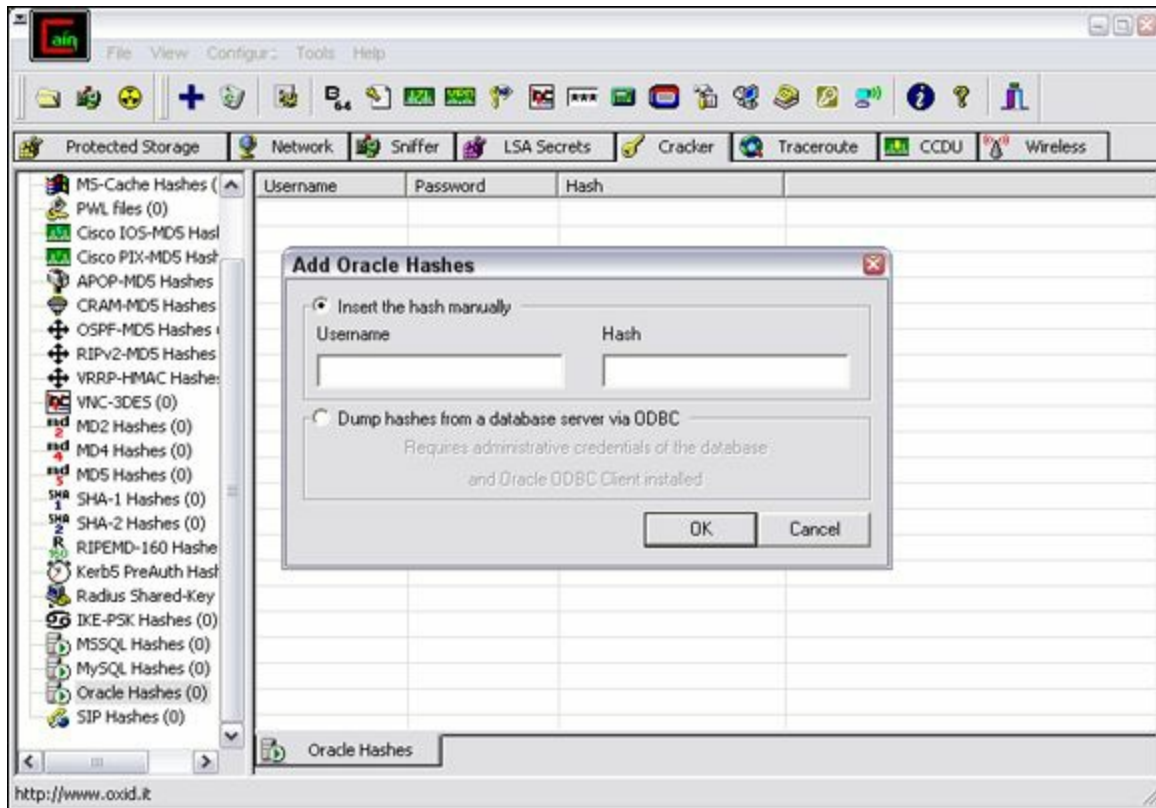 Cain
File View Configure Tools Help
B64
Protected Storage Network Sniffer LSA Secrets Cracker Traceroute CCDU Wireless
MS-Cache Hashes (
PWL files (0)
Cisco IOS-MD5 Hasl
Cisco PIX-MD5 Hash
APOP-MD5 Hashes
CRAM-MD5 Hashes
OSPF-MD5 Hashes (
RIPv2-MD5 Hashes
VRRP-HMAC Hashes
VNC-3DES (0)
MD2 Hashes (0)
MD4 Hashes (0)
MD5 Hashes (0)
SHA-1 Hashes (0)
SHA-2 Hashes (0)
RIPEMD-160 Hashe
Kerb5 PreAuth Hash
Radius Shared-Key
IKE-PSK Hashes (0)
MSSQL Hashes (0)
MySQL Hashes (0)
Oracle Hashes (0)
SIP Hashes (0)
Username Password Hash
Add Oracle Hashes
Insert the hash manually
Username Hash
Dump hashes from a database server via ODBC
Requires administrative credentials of the database
and Oracle ODBC Client installed
OK Cancel
Oracle Hashes
http://www.oxid.it